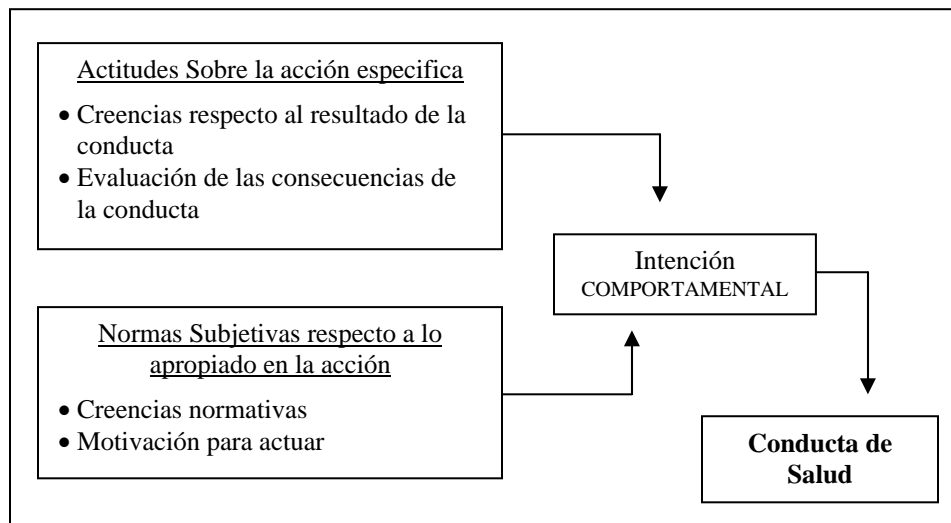 Actitudes Sobre la acción especifica
• Creencias respecto al resultado de la
conducta
• Evaluación de las consecuencias de
la conducta
Intención
COMPORTAMENTAL
Normas Subjetivas respecto a lo
apropiado en la acción
• Creencias normativas
• Motivación para actuar
Conducta de
Salud